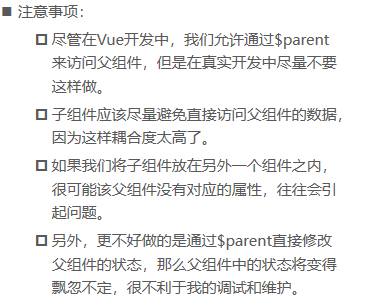 注意事项：
尽管在Vue开发中，我们允许通过$parent
来访问父组件，但是在真实开发中尽量不要
这样做。
子组件应该尽量避免直接访问父组件的数据，
因为这样耦合度太高了。
如果我们将子组件放在另外一个组件之内，
很可能该父组件没有对应的属性，往往会引
起问题。
另外，更不好做的是通过$parent直接修改
父组件的状态，那么父组件中的状态将变得
飘忽不定，很不利于我的调试和维护。